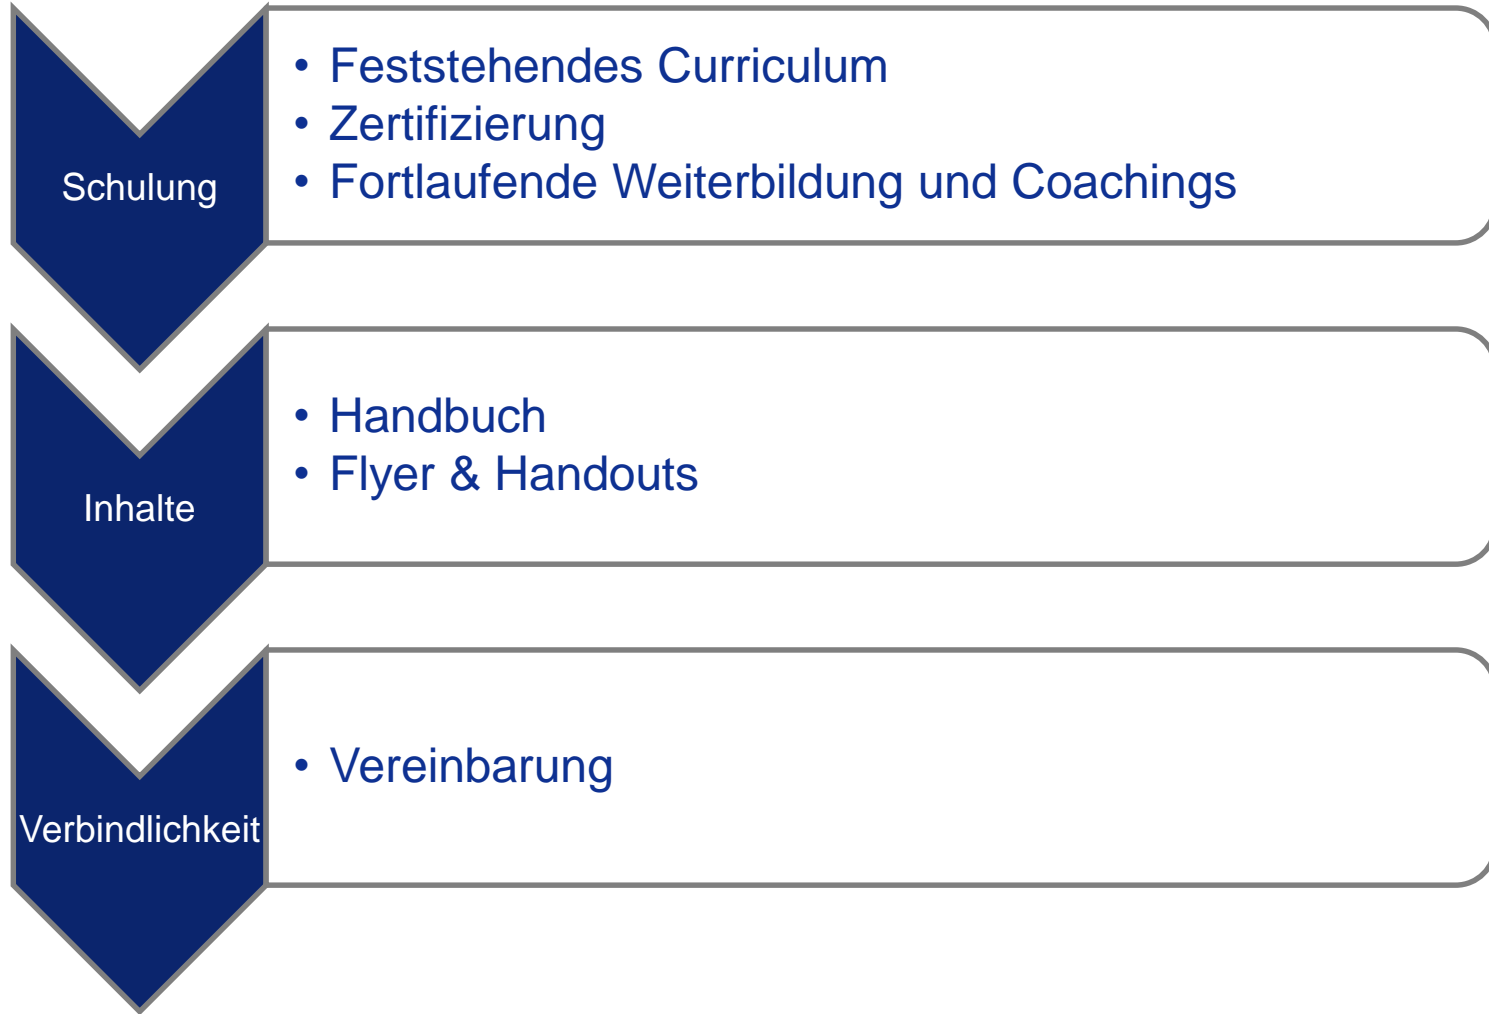 Schulung
• Feststehendes Curriculum
• Zertifizierung
• Fortlaufende Weiterbildung und Coachings
Inhalte
• Handbuch
• Flyer & Handouts
Verbindlichkeit
• Vereinbarung